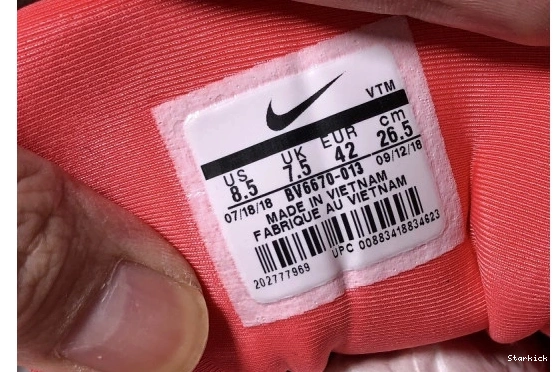 VTM
US UK EUR cm
8.5 7.5 42 26.5
07/18/18 BV6670-013 09/12/18
MADE IN VIETNAM
FABRIQUE AU VIETNAM
202777969 UPC 00883418834623
Starkick